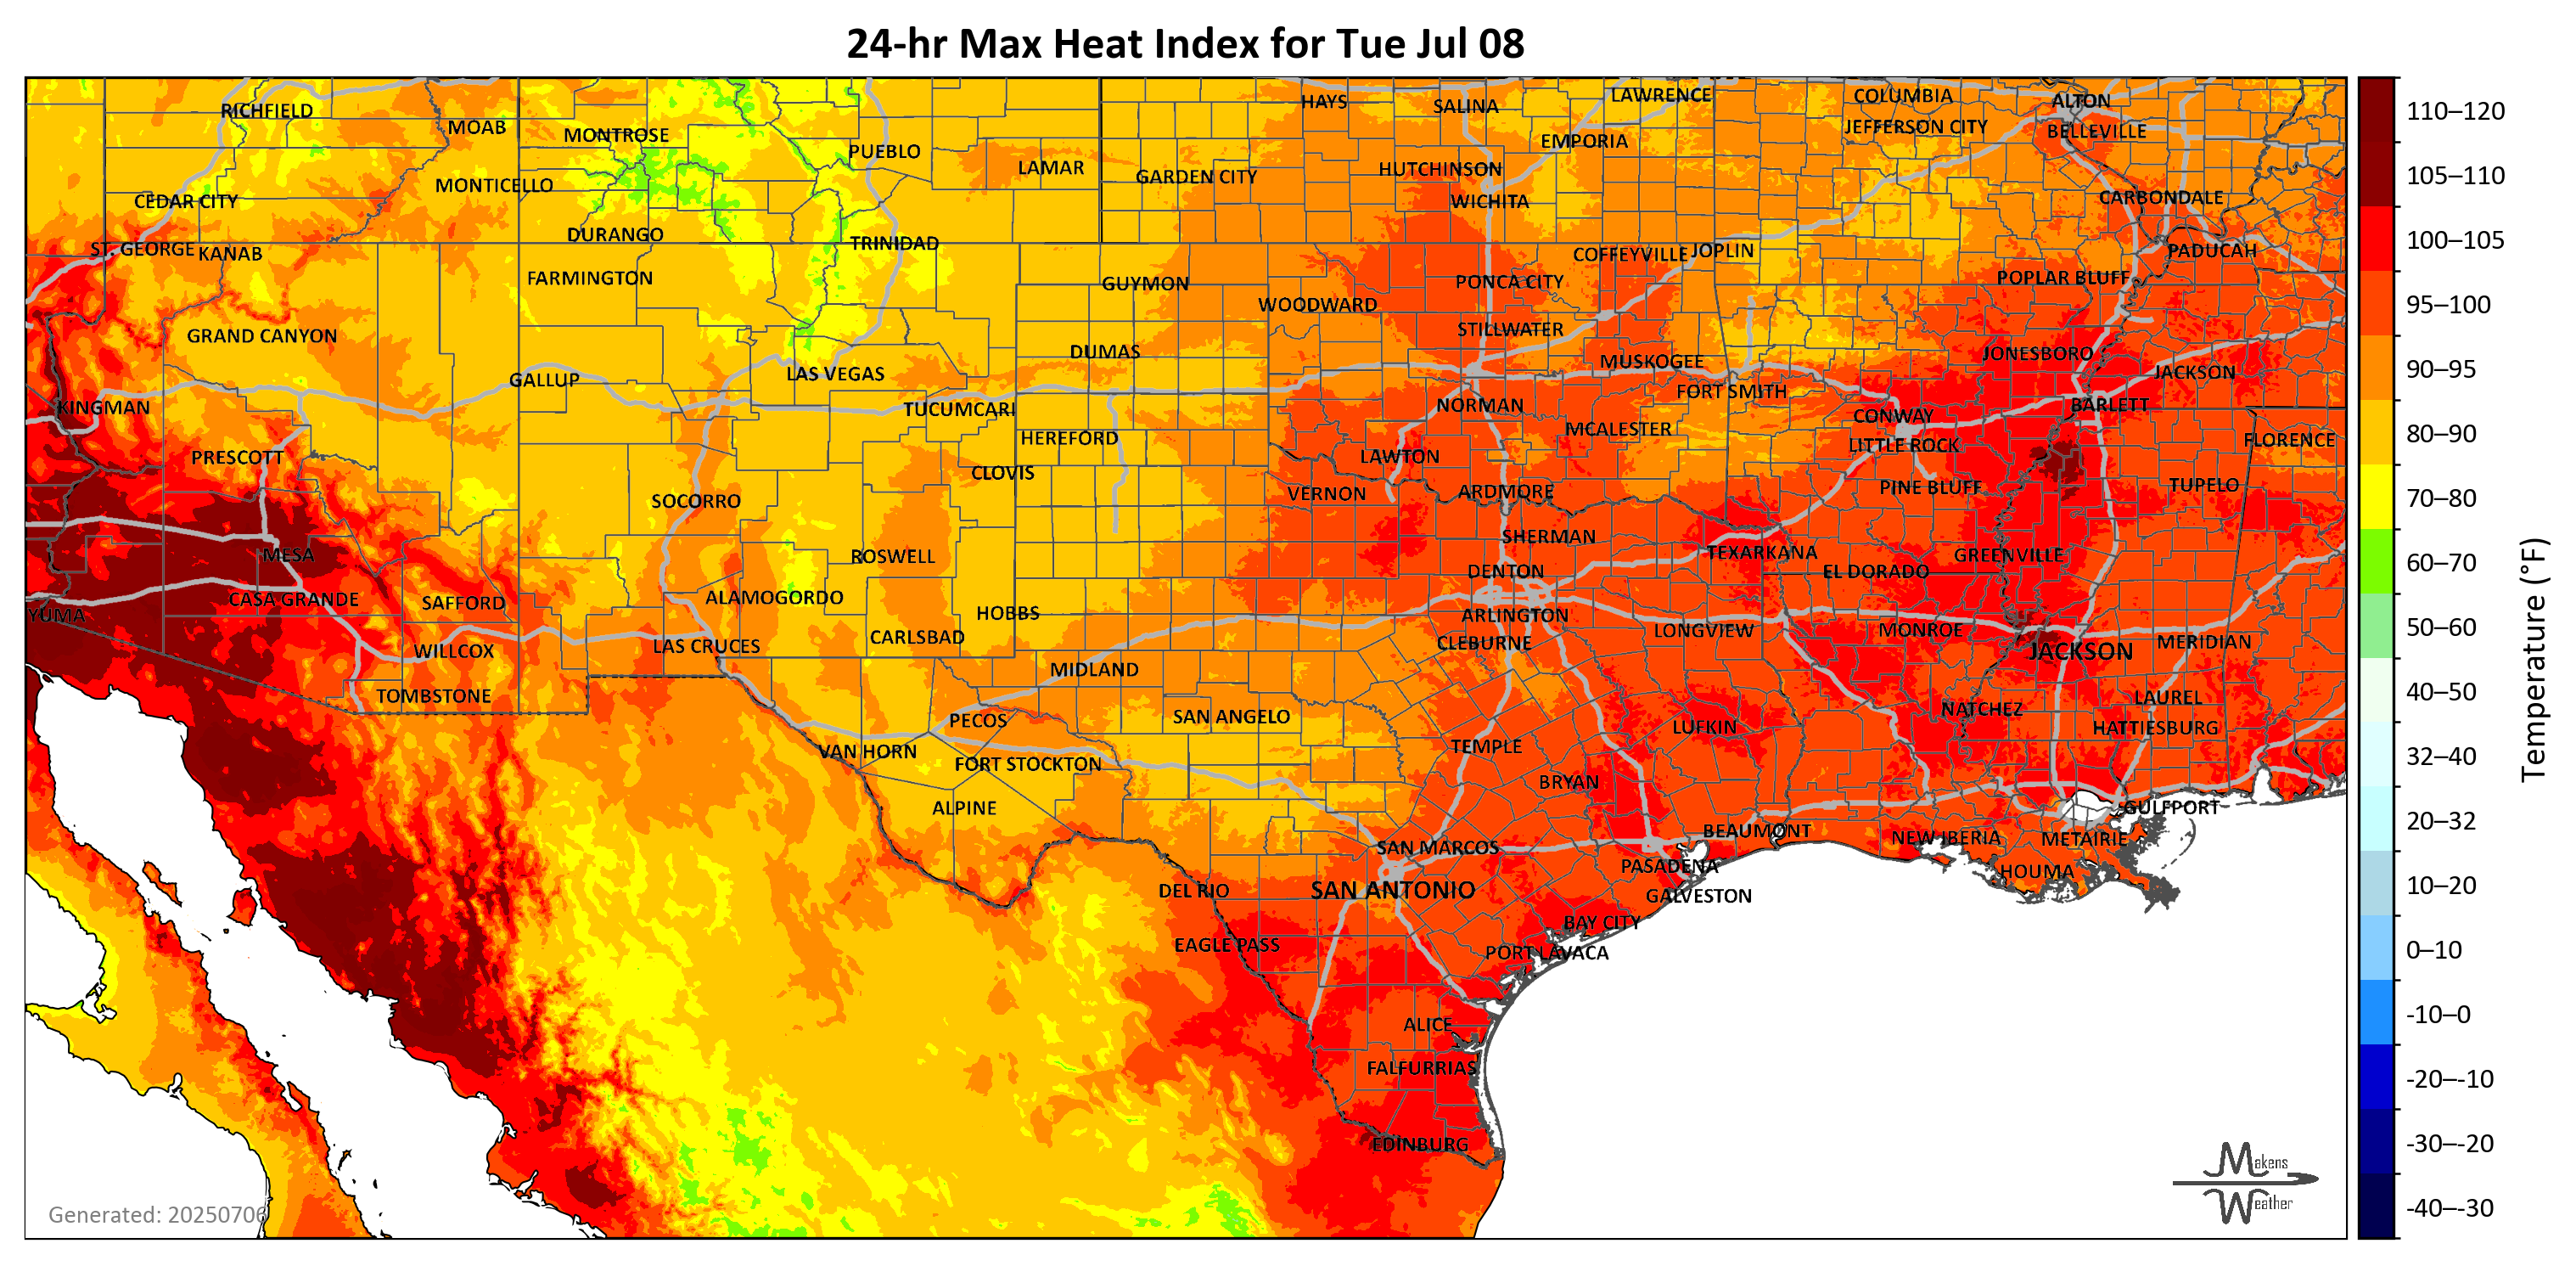 24-hr Max Heat Index for Tue Jul 08
RICHFIELD
MOAB
MONTROSE
PUEBLO
LAMAR
GARDEN CITY
HAYS
SALINA
LAWRENCE
EMPORIA
COLUMBIA
JEFFERSON CITY
ALTON
BELLEVILLE
HUTCHINSON
WICHITA
CARBONDALE
MONTICELLO
CEDAR CITY
DURANGO
TRINIDAD
ST. GEORGE
KANAB
FARMINGTON
GUYMON
WOODWARD
PONCA CITY
COFFEYVILLE
JOPLIN
POPLAR BLUFF
PADUCAH
GRAND CANYON
STILLWATER
DUMAS
MUSKOGEE
JONESBORO
JACKSON
GALLUP
LAS VEGAS
FORT SMITH
KINGMAN
TUCUMCARI
NORMAN
CONWAY
BARLETT
HEREFORD
MCALESTER
LITTLE ROCK
FLORENCE
PRESCOTT
CLOVIS
LAWTON
SOCORRO
VERNON
ARDMORE
PINE BLUFF
TUPELO
MESA
ROSWELL
SHERMAN
TEXARKANA
GREENVILLE
DENTON
EL DORADO
CASA GRANDE
SAFFORD
ALAMOGORDO
HOBBS
ARLINGTON
YUMA
CARLSBAD
CLEBURNE
LONGVIEW
MONROE
MERIDIAN
WILLCOX
LAS CRUCES
JACKSON
MIDLAND
TOMBSTONE
PECOS
SAN ANGELO
LUFKIN
NATCHEZ
LAUREL
HATTIESBURG
VAN HORN
FORT STOCKTON
TEMPLE
BRYAN
ALPINE
GULFPORT
BEAUMONT
NEW IBERIA
METAIRIE
SAN MARCOS
PASADENA
HOUMA
DEL RIO
SAN ANTONIO
GALVESTON
BAY CITY
EAGLE PASS
PORT LAVACA
ALICE
FALFURRIAS
EDINBURG
Generated: 20250706
Makens
Weather
110–120
105–110
100–105
95–100
90–95
80–90
70–80
60–70
50–60
40–50
32–40
20–32
10–20
0–10
-10–0
-20–-10
-30–-20
-40–-30
Temperature (°F)